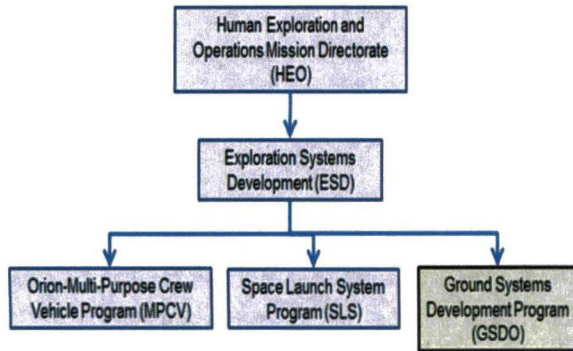 Human Exploration and
Operations Mission Directorate
(HEO)
Exploration Systems
Development (ESD)
Orion-Multi-Purpose Crew
Vehicle Program (MPCV)
Space Launch System
Program (SLS)
Ground Systems
Development Program
(GSDO)